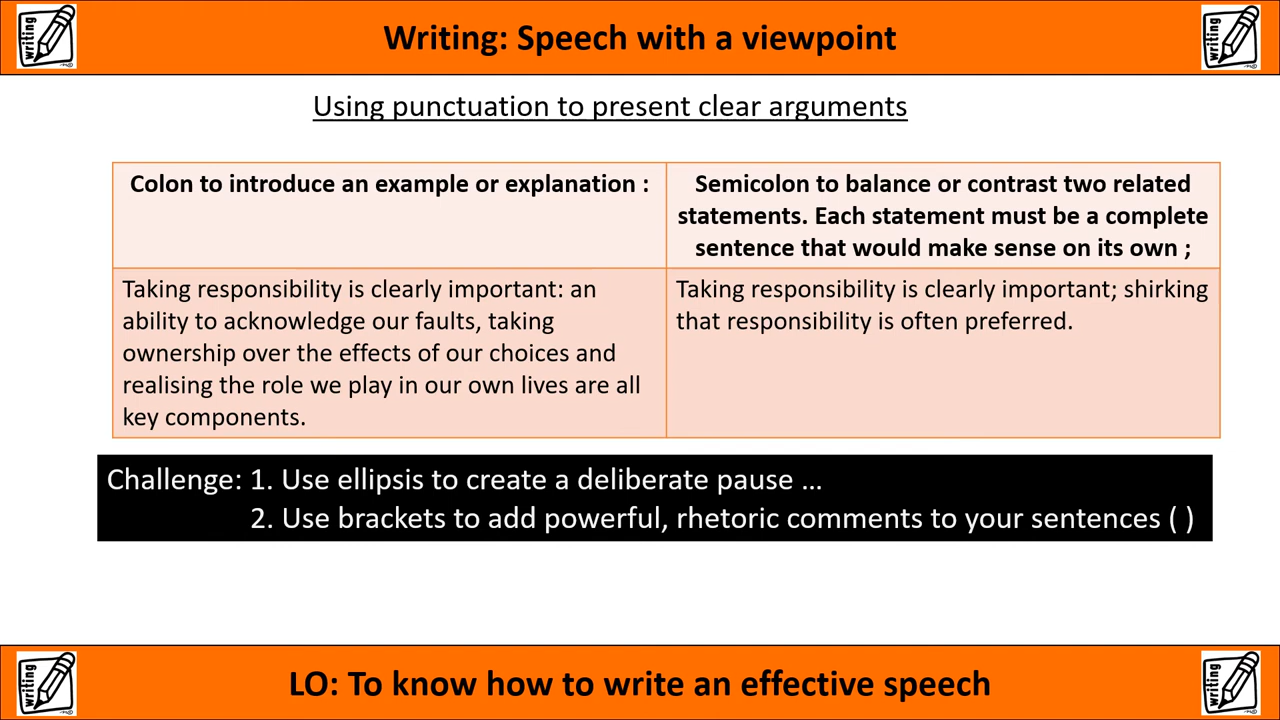 writing
Writing: Speech with a viewpoint
writing
Using punctuation to present clear arguments
Colon to introduce an example or explanation :
Semicolon to balance or contrast two related
statements. Each statement must be a complete
sentence that would make sense on its own ;
Taking responsibility is clearly important: an
ability to acknowledge our faults, taking
ownership over the effects of our choices and
realising the role we play in our own lives are all
key components.
Taking responsibility is clearly important; shirking
that responsibility is often preferred.
Challenge: 1. Use ellipsis to create a deliberate pause …
2. Use brackets to add powerful, rhetoric comments to your sentences ( )
writing
LO: To know how to write an effective speech
writing